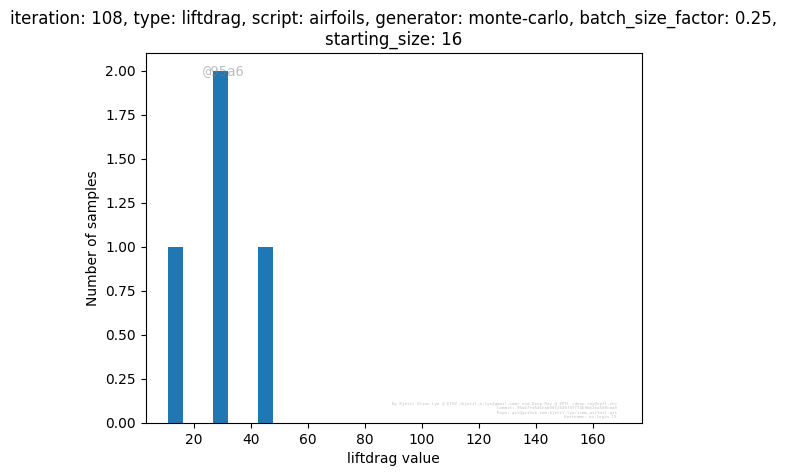 iteration: 108, type: liftdrag, script: airfoils, generator: monte-carlo, batch_size_factor: 0.25,
starting_size: 16
@95a6
2.00
1.75
1.50
1.25
1.00
0.75
0.50
0.25
0.00
Number of samples
20 40 60 80 100 120 140 160
liftdrag value